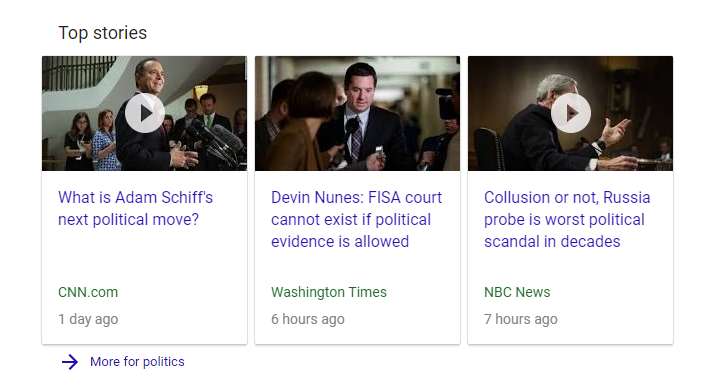 Top stories
What is Adam Schiff's
next political move?
CNN.com
1 day ago
Devin Nunes: FISA court
cannot exist if political
evidence is allowed
Washington Times
6 hours ago
Collusion or not, Russia
probe is worst political
scandal in decades
NBC News
7 hours ago
More for politics